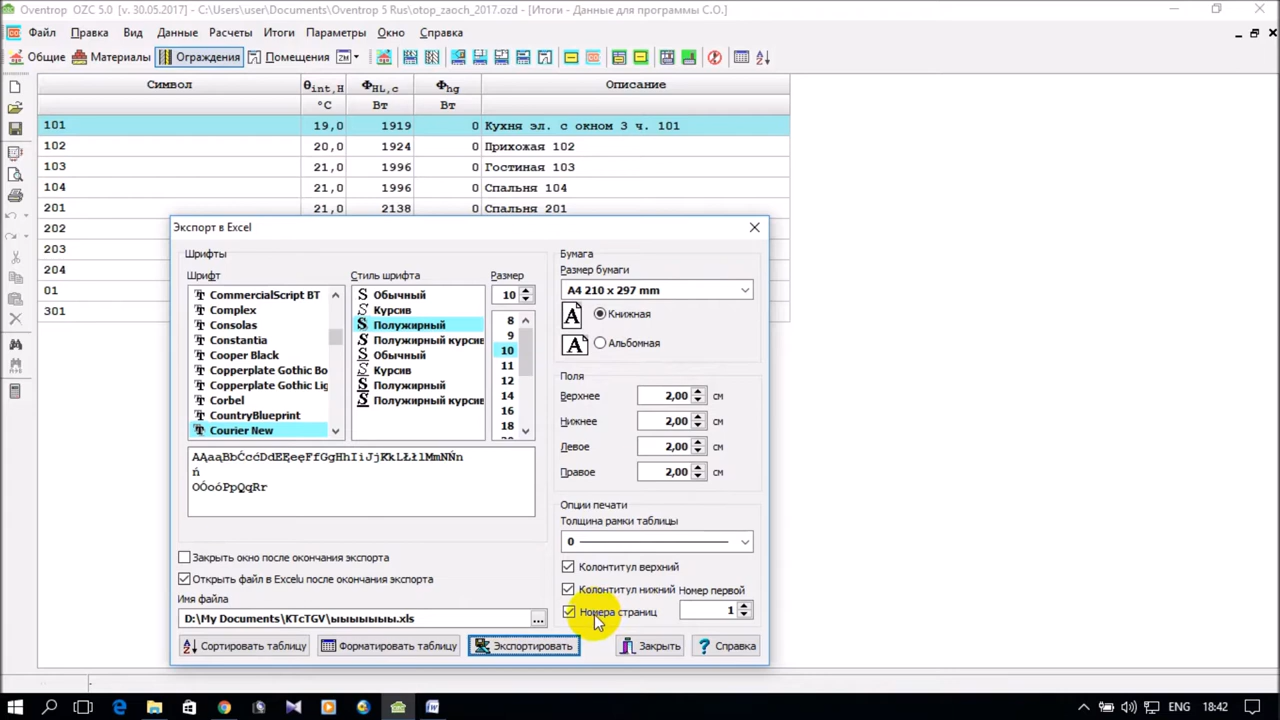 Oventrop OZC 5.0 [v. 30.05.2017] - C:\Users\user\Documents\Oventrop 5 Rus\otop_zaoch_2017.ozd - [Итоги - Данные для программы С.О.]
Файл Правка Вид Данные Расчеты Итоги Параметры Окно Справка
Общие Материалы Ограждения Помещения
Символ θint,H ΦHL,c Φhg Описание
°C Вт Вт
101 19,0 1919 0 Кухня эл. с окном 3 ч. 101
102 20,0 1924 0 Прихожая 102
103 21,0 1996 0 Гостиная 103
104 21,0 1996 0 Спальня 104
201 21,0 2138 0 Спальня 201
202
203
204
01
301
Экспорт в Excel
Шрифты
Шрифт Стиль шрифта Размер
CommercialScript BT
Complex
Consolas
Constantia
Cooper Black
Copperplate Gothic Bo
Copperplate Gothic Lig
Corbel
CountryBlueprint
Courier New
Обычный
Курсив
Полужирный
Полужирный курсив
Обычный
Курсив
Полужирный
Полужирный курсив
10
8
9
10
11
12
14
16
18
AĄaąBbĆcćDdEĘeęFfGgHhIiJjKkLŁłlMmNŃn
ń
OÓoóPpQqRr
Закрыть окно после окончания экспорта
Открыть файл в Excelu после окончания экспорта
Имя файла
D:\My Documents\KTcTGV\ыыыыыыы.xls ...
Бумага
Размер бумаги
A4 210 x 297 mm
A Книжная
A Альбомная
Поля
Верхнее 2,00 см
Нижнее 2,00 см
Левое 2,00 см
Правое 2,00 см
Опции печати
Толщина рамки таблицы
0
Колонтитул верхний
Колонтитул нижний Номер первой
Номера страниц 1
Сортировать таблицу Форматировать таблицу Экспортировать Закрыть Справка
ENG 18:42